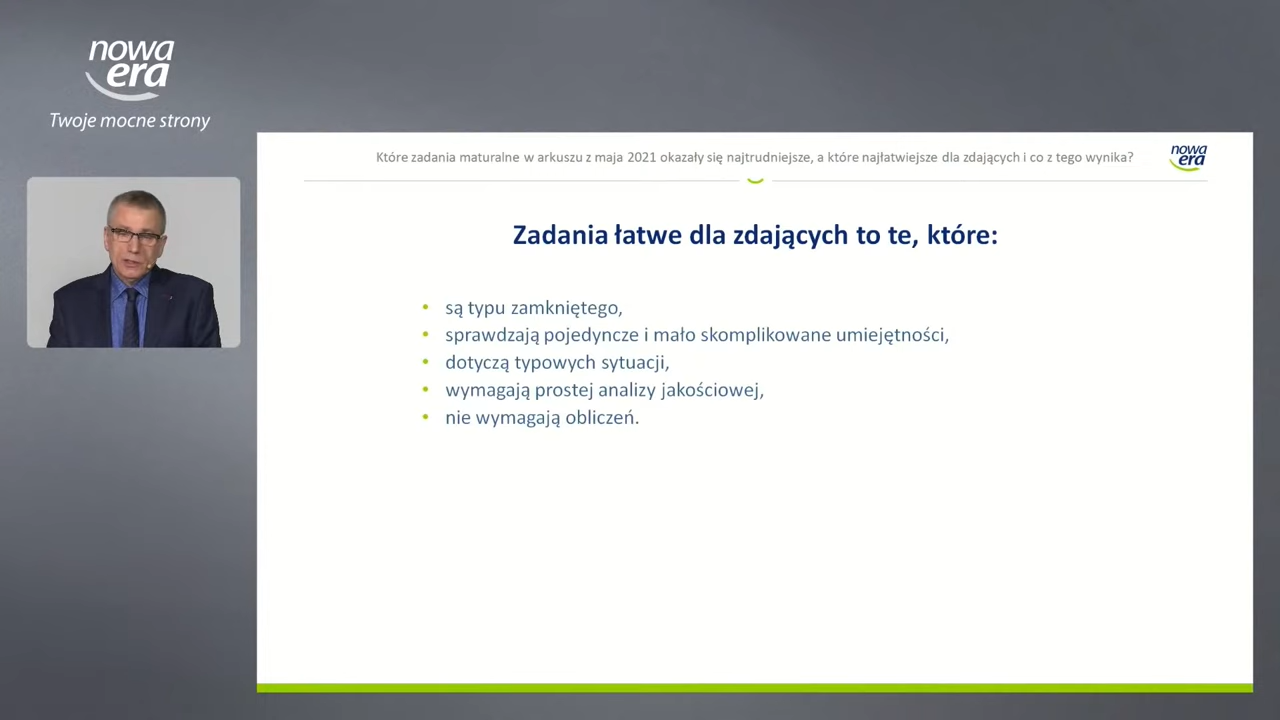 nowa
era
Twoje mocne strony
Które zadania maturalne w arkuszu z maja 2021 okazały się najtrudniejsze, a które najłatwiejsze dla zdających i co z tego wynika?
nowa
era
Zadania łatwe dla zdających to te, które:
• są typu zamkniętego,
• sprawdzają pojedyncze i mało skomplikowane umiejętności,
• dotyczą typowych sytuacji,
• wymagają prostej analizy jakościowej,
• nie wymagają obliczeń.